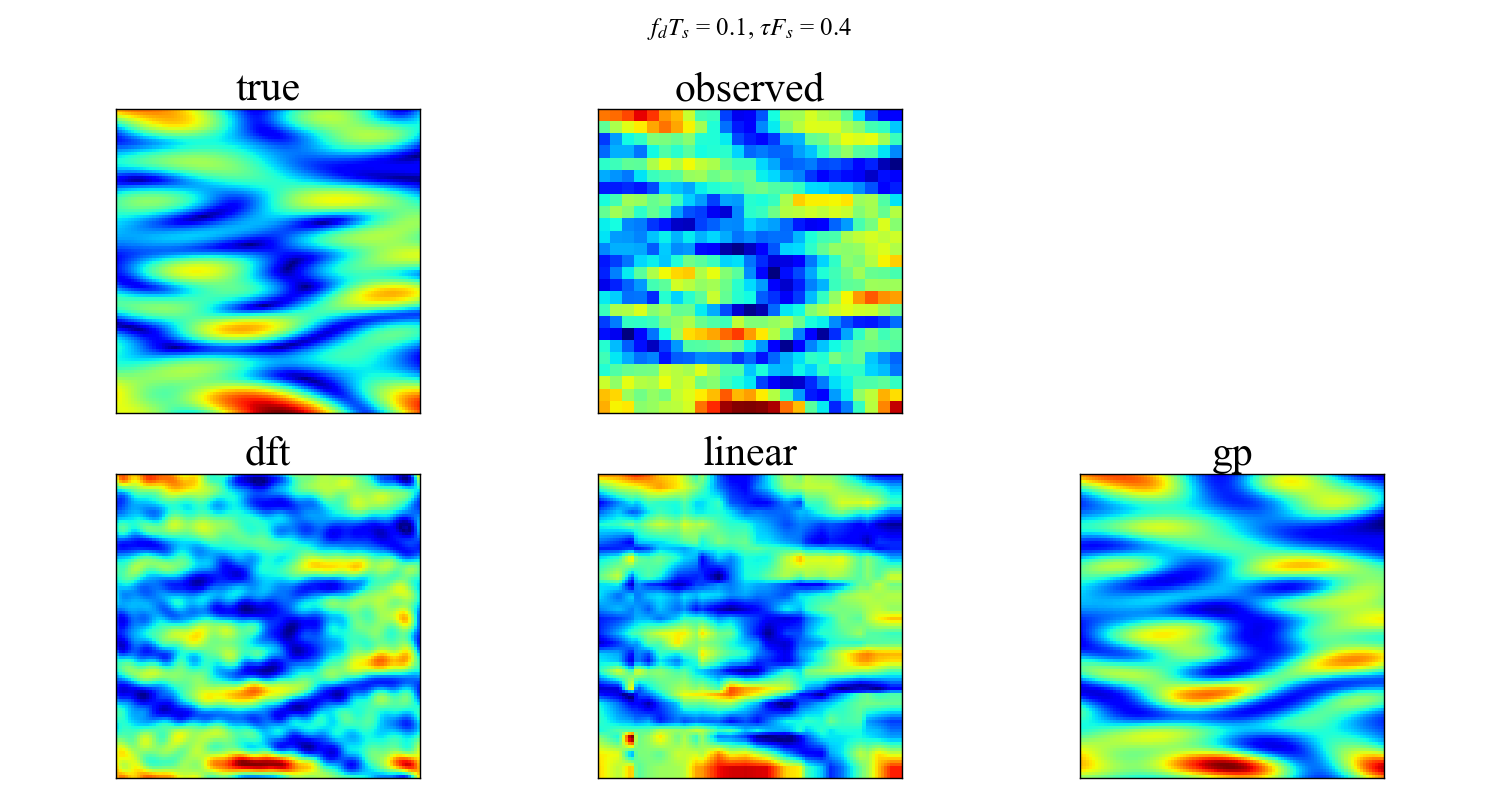 f_dT_s = 0.1, τF_s = 0.4
true
observed
dft
linear
gp